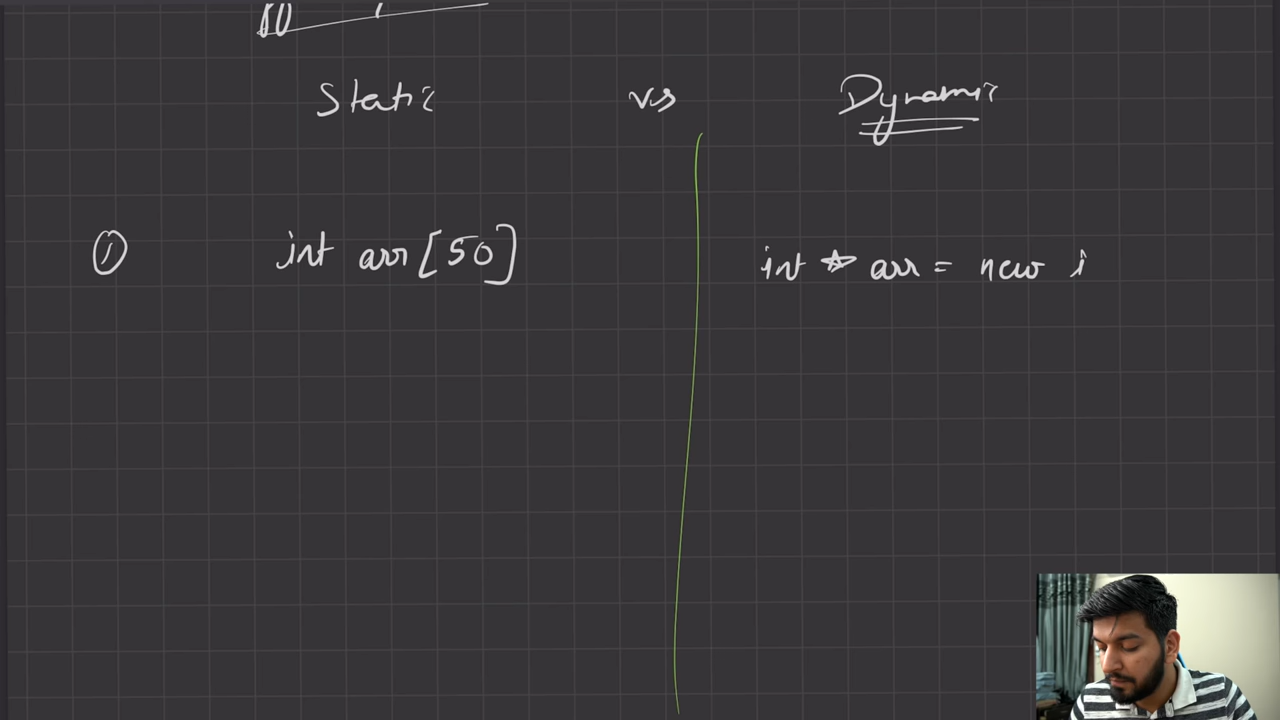 Static vs Dynamic
① int arr[50] int * arr = new i